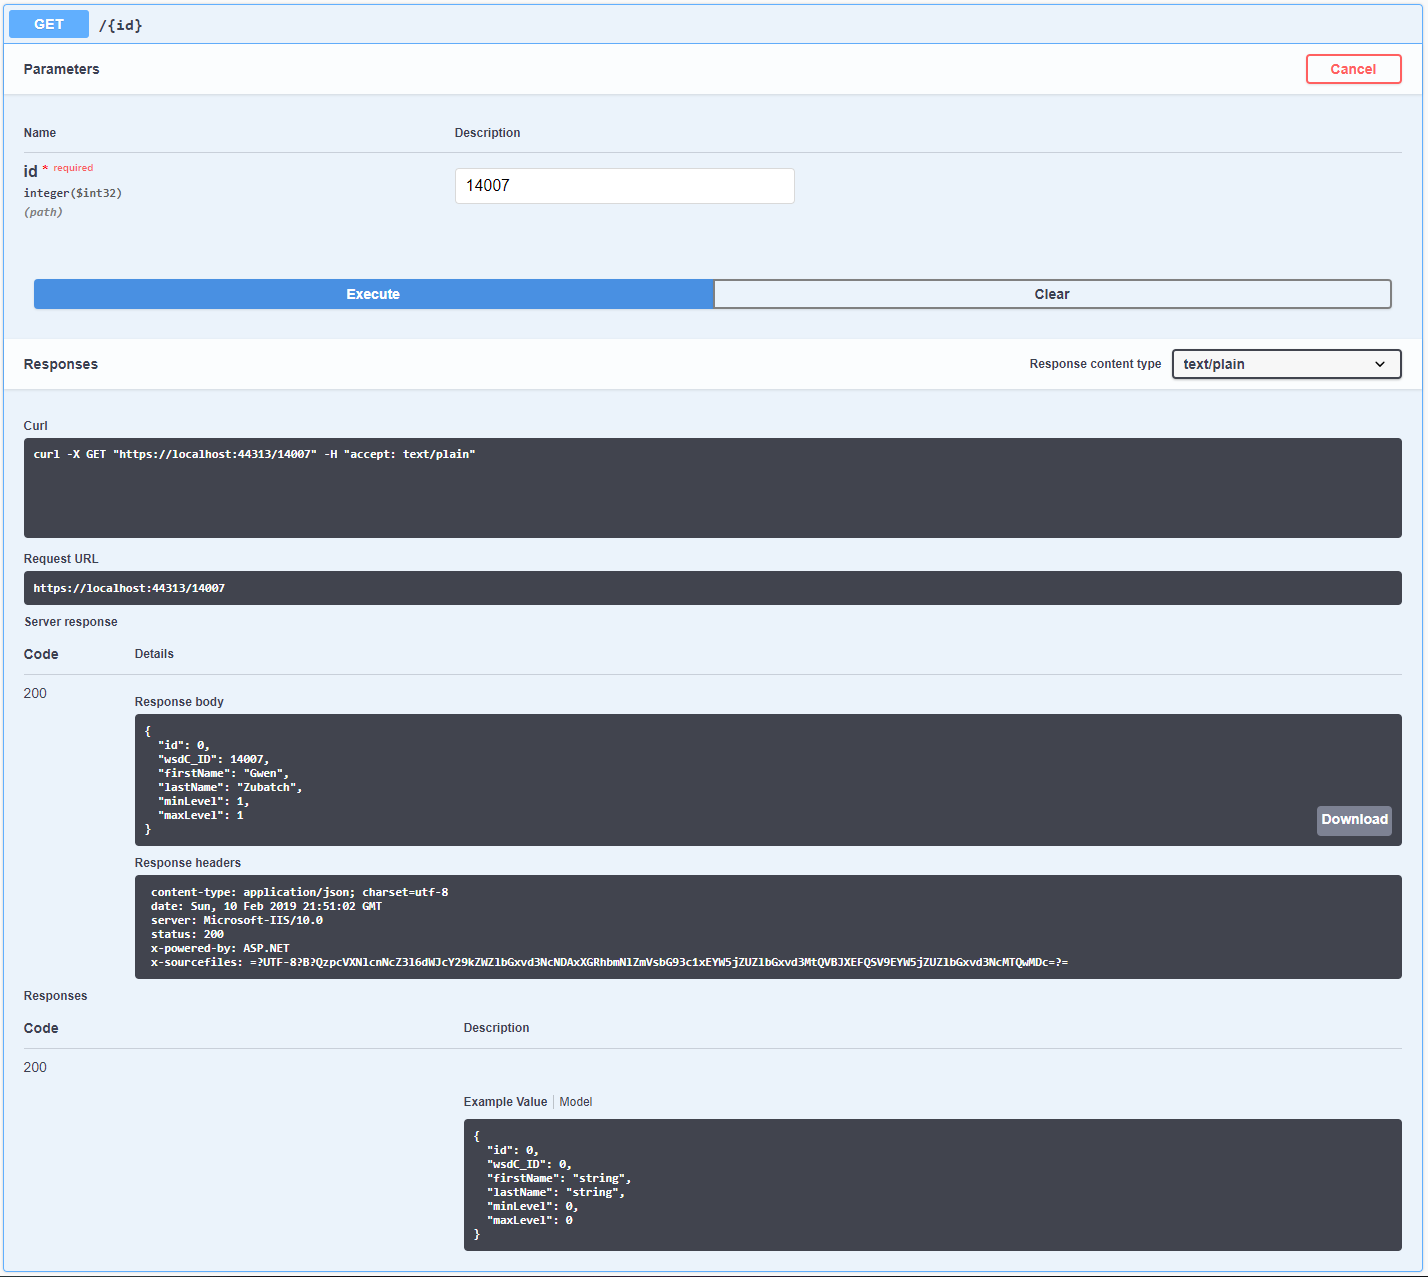 GET /{id}
Parameters
Cancel
Name Description
id * required
integer($int32)
(path)
14007
Execute Clear
Responses
Response content type text/plain
Curl
curl -X GET "https://localhost:44313/14007" -H "accept: text/plain"
Request URL
https://localhost:44313/14007
Server response
Code Details
200
Response body
{
"id": 0,
"wsdC_ID": 14007,
"firstName": "Gwen",
"lastName": "Zubatch",
"minLevel": 1,
"maxLevel": 1
}
Download
Response headers
content-type: application/json; charset=utf-8
date: Sun, 10 Feb 2019 21:51:02 GMT
server: Microsoft-IIS/10.0
status: 200
x-powered-by: ASP.NET
x-sourcefiles:
Responses
Code Description
200
Example Value Model
{
"id": 0,
"wsdC_ID": 0,
"firstName": "string",
"lastName": "string",
"minLevel": 0,
"maxLevel": 0
}